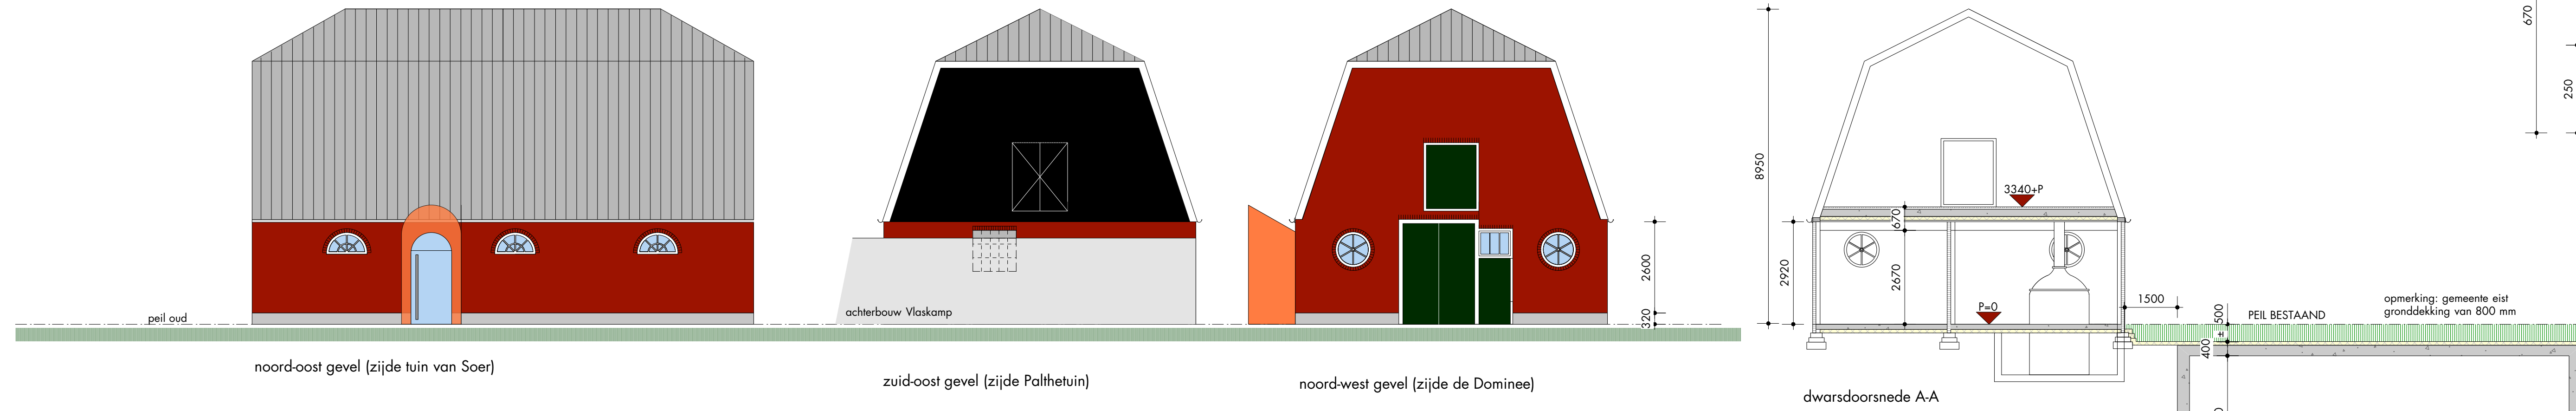 peil oud
noord-oost gevel (zijde tuin van Soer)
achterbouw Vlaskamp
zuid-oost gevel (zijde Palthetuin)
noord-west gevel (zijde de Dominee)
2600
320
8950
2920
670
2670
3340+P
P=0
dwarsdoorsnede A-A
1500
500
±
400
PEIL BESTAAND
opmerking: gemeente eist
gronddekking van 800 mm
670
250